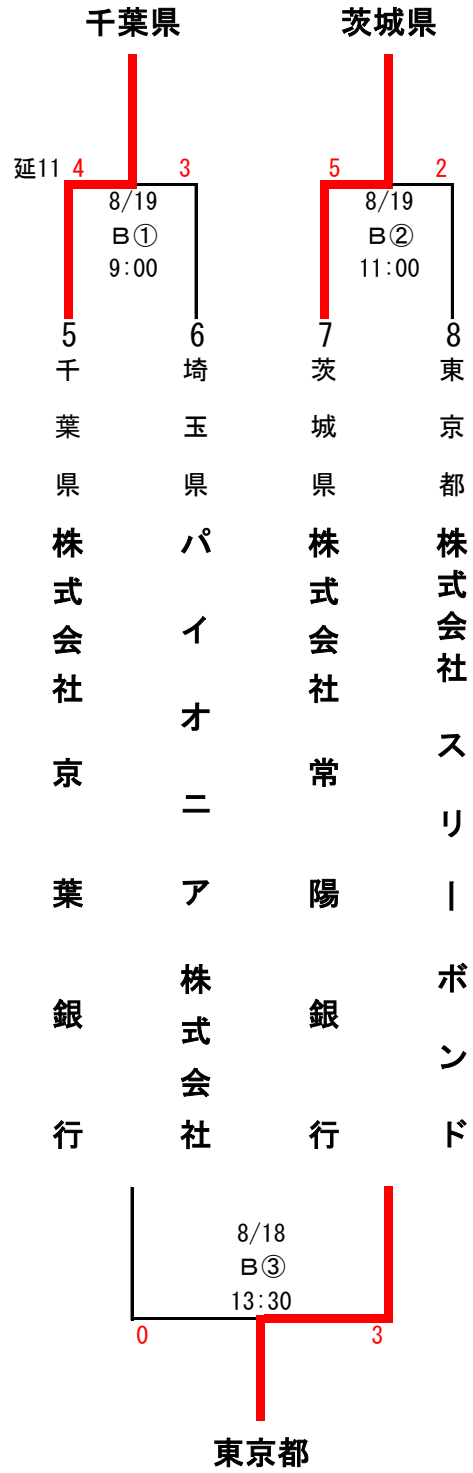 千葉県 茨城県
延11 4 3 5 2
8/19 8/19
B① B②
9:00 11:00
5 6 7 8
千葉県 埼玉県 茨城県 東京都
株式会社京葉銀行
パイオニア株式会社
株式会社常陽銀行
株式会社スリーボンド
8/18
B③
13:30
0 3
東京都